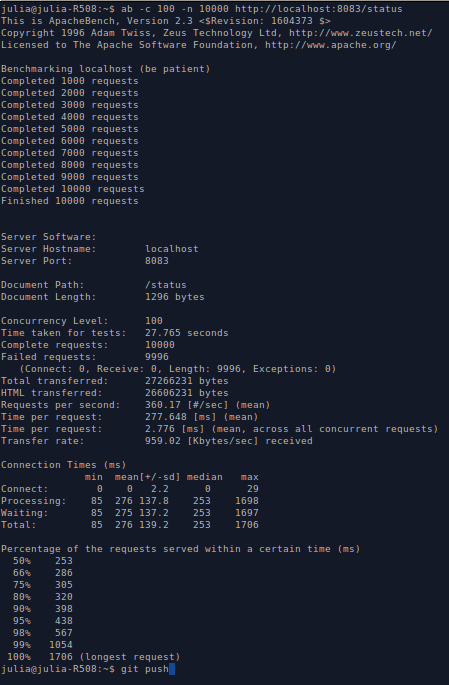 julia@julia-R508:~$ ab -c 100 -n 10000 http://localhost:8083/status
This is ApacheBench, Version 2.3 <$Revision: 1604373 $>
Copyright 1996 Adam Twiss, Zeus Technology Ltd, http://www.zeustech.net/
Licensed to The Apache Software Foundation, http://www.apache.org/

Benchmarking localhost (be patient)
Completed 1000 requests
Completed 2000 requests
Completed 3000 requests
Completed 4000 requests
Completed 5000 requests
Completed 6000 requests
Completed 7000 requests
Completed 8000 requests
Completed 9000 requests
Completed 10000 requests
Finished 10000 requests


Server Software:
Server Hostname:        localhost
Server Port:            8083

Document Path:          /status
Document Length:        1296 bytes

Concurrency Level:      100
Time taken for tests:   27.765 seconds
Complete requests:      10000
Failed requests:        9996
   (Connect: 0, Receive: 0, Length: 9996, Exceptions: 0)
Total transferred:      27266231 bytes
HTML transferred:       26606231 bytes
Requests per second:    360.17 [#/sec] (mean)
Time per request:       277.648 [ms] (mean)
Time per request:       2.776 [ms] (mean, across all concurrent requests)
Transfer rate:          959.02 [Kbytes/sec] received

Connection Times (ms)
              min  mean[+/-sd] median   max
Connect:        0    0   2.2      0      29
Processing:    85  276 137.8    253    1698
Waiting:       85  275 137.2    253    1697
Total:         85  276 139.2    253    1706

Percentage of the requests served within a certain time (ms)
  50%    253
  66%    286
  75%    305
  80%    320
  90%    398
  95%    438
  98%    567
  99%   1054
 100%   1706 (longest request)
julia@julia-R508:~$ git push